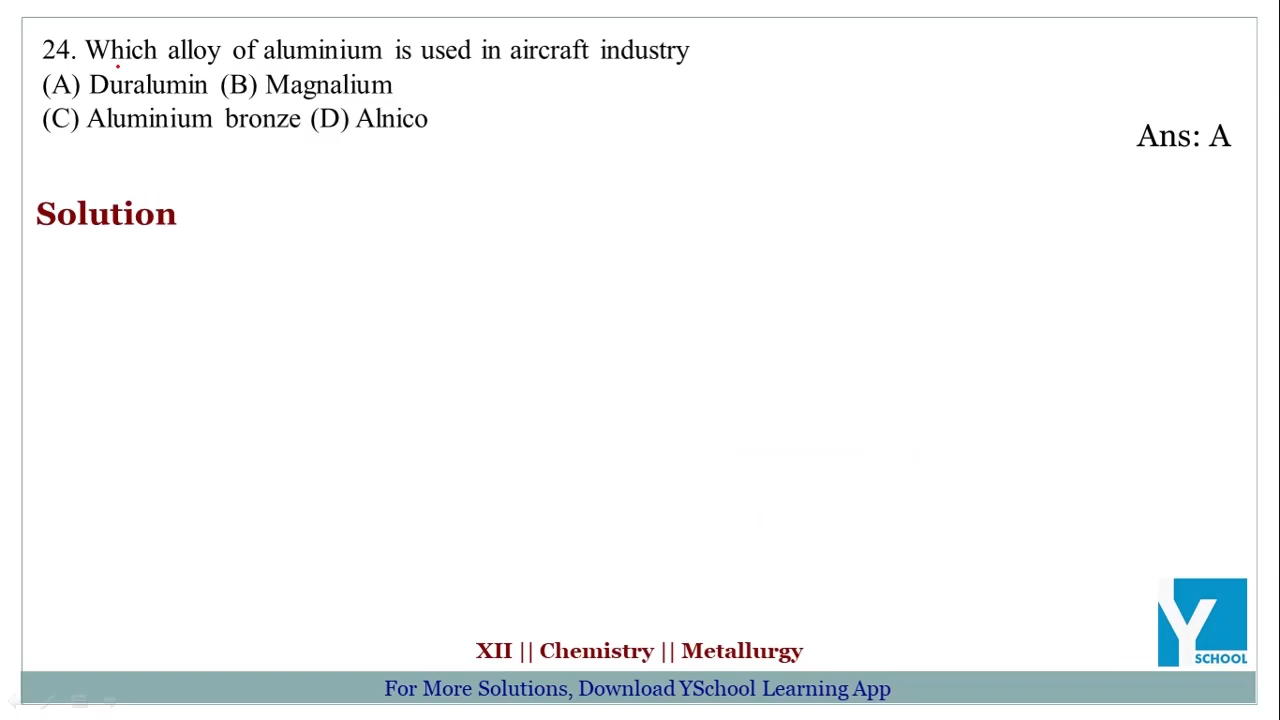 24. Which alloy of aluminium is used in aircraft industry
(A) Duralumin (B) Magnalium
(C) Aluminium bronze (D) Alnico
Ans: A
Solution
Y
SCHOOL
XII || Chemistry || Metallurgy
For More Solutions, Download YSchool Learning App